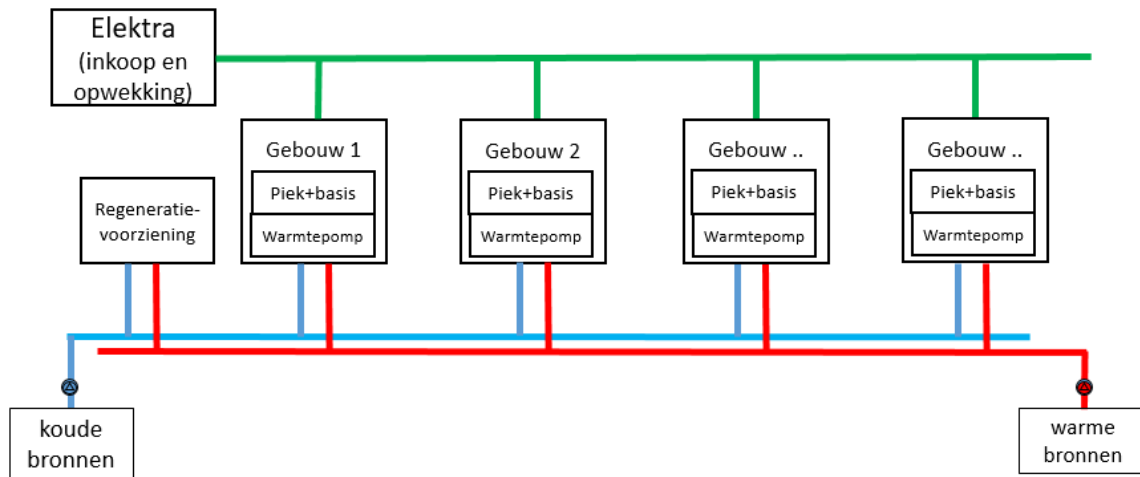 Elektra
(inkoop en
opwekking)
Gebouw 1
Piek+basis
Warmtepomp
Gebouw 2
Piek+basis
Warmtepomp
Gebouw ..
Piek+basis
Warmtepomp
Gebouw ..
Piek+basis
Warmtepomp
Regeneratie-
voorziening
koude
bronnen
warme
bronnen